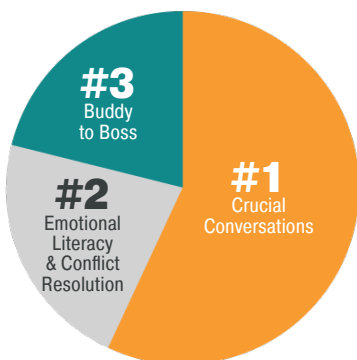 #1
Crucial
Conversations
#2
Emotional
Literacy
& Conflict
Resolution
#3
Buddy
to Boss